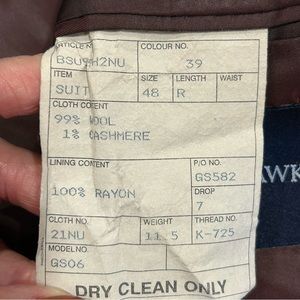 ARTICLE N
COLOUR NO.
39
ITEM
SIZE
LENGTH
WAIST
SUIT
48
R
CLOTH CONTENT
99% WOOL
1% CASHMERE
LINING CONTENT
P/O NO.
GS582
100% RAYON
DROP
7
CLOTH NO.
WEIGHT
THREAD NO.
21NU
11 5
K-725
MODEL NO.
GS06
DRY CLEAN ONLY
AWK